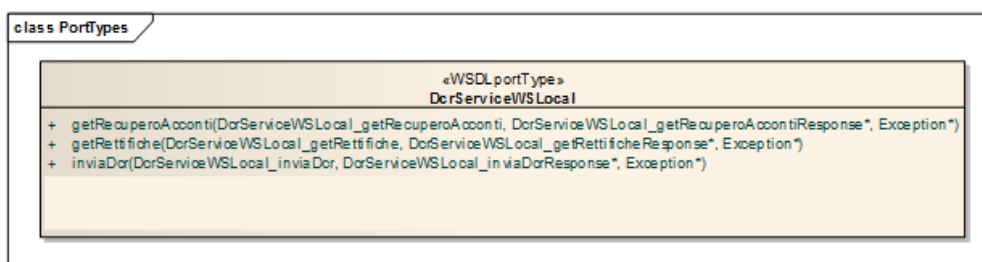 class PortTypes
«WSDLportType»
DcrServiceWSLocal
+ getRecuperoAcconti(DcrServiceWSLocal_getRecuperoAcconti, DcrServiceWSLocal_getRecuperoAccontiResponse*, Exception*)
+ getRettifiche(DcrServiceWSLocal_getRettifiche, DcrServiceWSLocal_getRettificheResponse*, Exception*)
+ inviaDcr(DcrServiceWSLocal_inviaDcr, DcrServiceWSLocal_inviaDcrResponse*, Exception*)